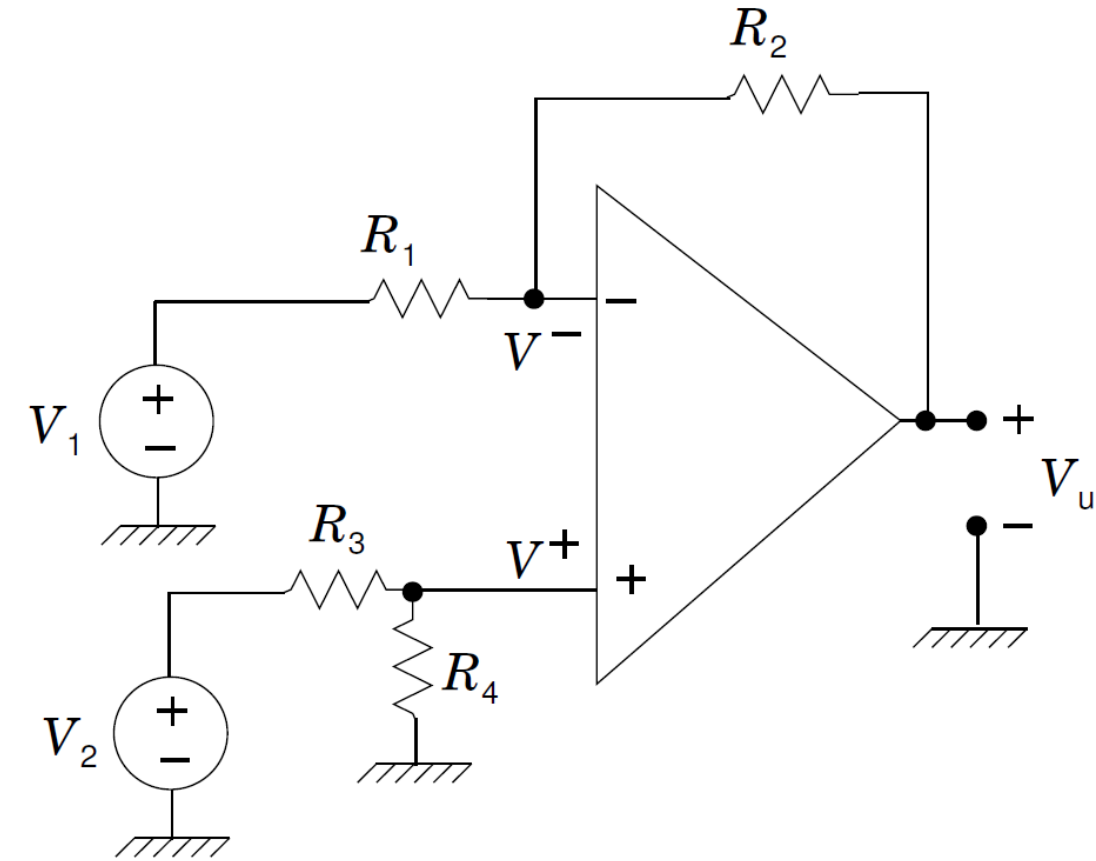 R₂
R₁
−
V⁻
+
−
V₁
+
−
Vᵤ
R₃
V⁺
+
R₄
+
−
V₂